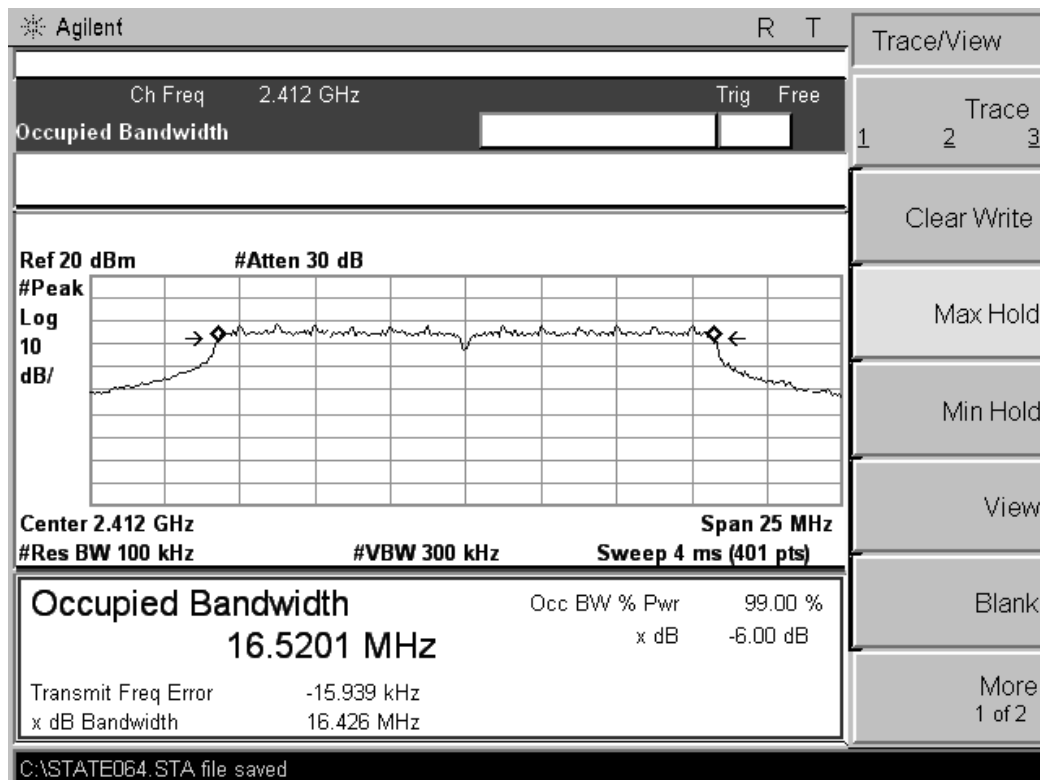 Agilent R T
Ch Freq 2.412 GHz Trig Free
Occupied Bandwidth
Ref 20 dBm #Atten 30 dB
#Peak
Log
10
dB/
Center 2.412 GHz Span 25 MHz
#Res BW 100 kHz #VBW 300 kHz Sweep 4 ms (401 pts)
Occupied Bandwidth
16.5201 MHz
Occ BW % Pwr 99.00 %
x dB -6.00 dB
Transmit Freq Error -15.939 kHz
x dB Bandwidth 16.426 MHz
C:\STATE064.STA file saved
Trace/View
Trace
1 2 3
Clear Write
Max Hold
Min Hold
View
Blank
More
1 of 2